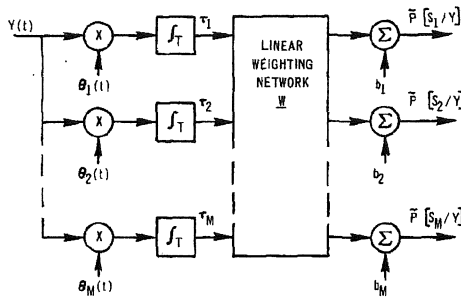 Y(t) X ∫T τ1 LINEAR WEIGHTING NETWORK W Σ P̃ [S1/Y]
θ1(t) b1
X ∫T τ2 Σ P̃ [S2/Y]
θ2(t) b2
X ∫T τM Σ P̃ [SM/Y]
θM(t) bM